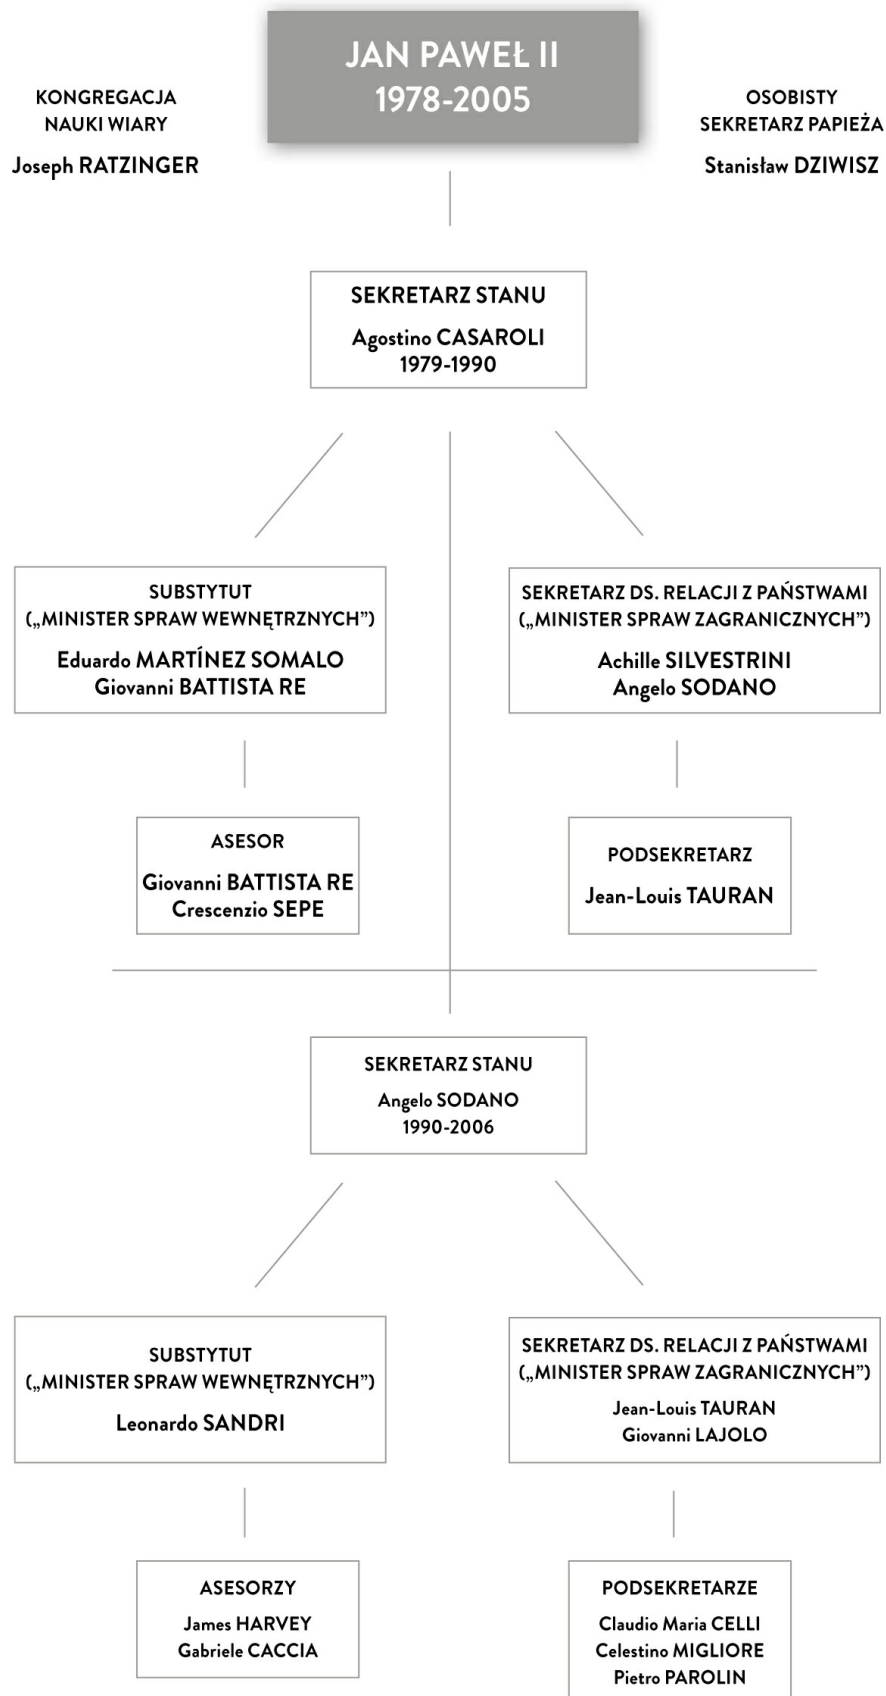 JAN PAWEŁ II
1978-2005
KONGREGACJA
NAUKI WIARY
Joseph RATZINGER
OSOBISTY
SEKRETARZ PAPIEŻA
Stanisław DZIWISZ
SEKRETARZ STANU
Agostino CASAROLI
1979-1990
SUBSTYTUT
(„MINISTER SPRAW WEWNĘTRZNYCH”)
Eduardo MARTÍNEZ SOMALO
Giovanni BATTISTA RE
SEKRETARZ DS. RELACJI Z PAŃSTWAMI
(„MINISTER SPRAW ZAGRANICZNYCH”)
Achille SILVESTRINI
Angelo SODANO
ASESOR
Giovanni BATTISTA RE
Crescenzio SEPE
PODSEKRETARZ
Jean-Louis TAURAN
SEKRETARZ STANU
Angelo SODANO
1990-2006
SUBSTYTUT
(„MINISTER SPRAW WEWNĘTRZNYCH”)
Leonardo SANDRI
SEKRETARZ DS. RELACJI Z PAŃSTWAMI
(„MINISTER SPRAW ZAGRANICZNYCH”)
Jean-Louis TAURAN
Giovanni LAJOLO
ASESORZY
James HARVEY
Gabriele CACCIA
PODSEKRETARZE
Claudio Maria CELLI
Celestino MIGLIORE
Pietro PAROLIN